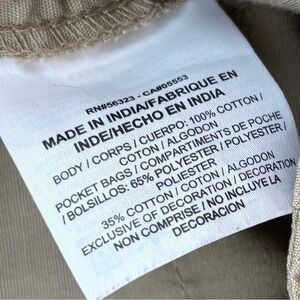 RN#56323 - CA#05553
MADE IN INDIA/FABRIQUE EN
INDE/HECHO EN INDIA
BODY / CORPS / CUERPO: 100% COTTON /
COTON / ALGODON
POCKET BAGS / COMPARTIMENTS DE POCHE
/ BOLSILLOS: 65% POLYESTER / POLYESTER /
POLIESTER
35% COTTON / COTON / ALGODON
EXCLUSIVE OF DECORATION / DECORATION
NON COMPRISE / NO INCLUYE LA
DECORACION